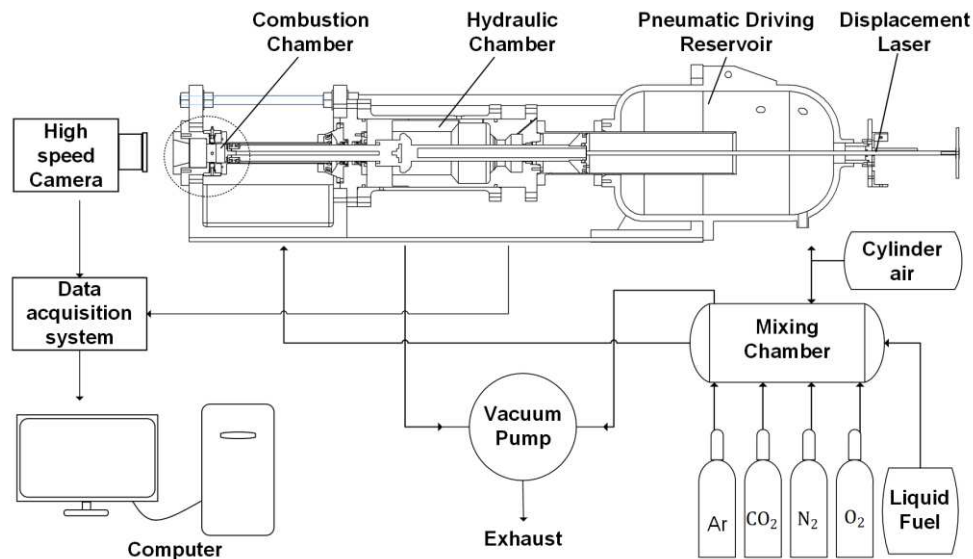 Combustion
Chamber
Hydraulic
Chamber
Pneumatic Driving
Reservoir
Displacement
Laser
High
speed
Camera
Cylinder
air
Data
acquisition
system
Mixing
Chamber
Vacuum
Pump
Ar
CO₂
N₂
O₂
Liquid
Fuel
Exhaust
Computer